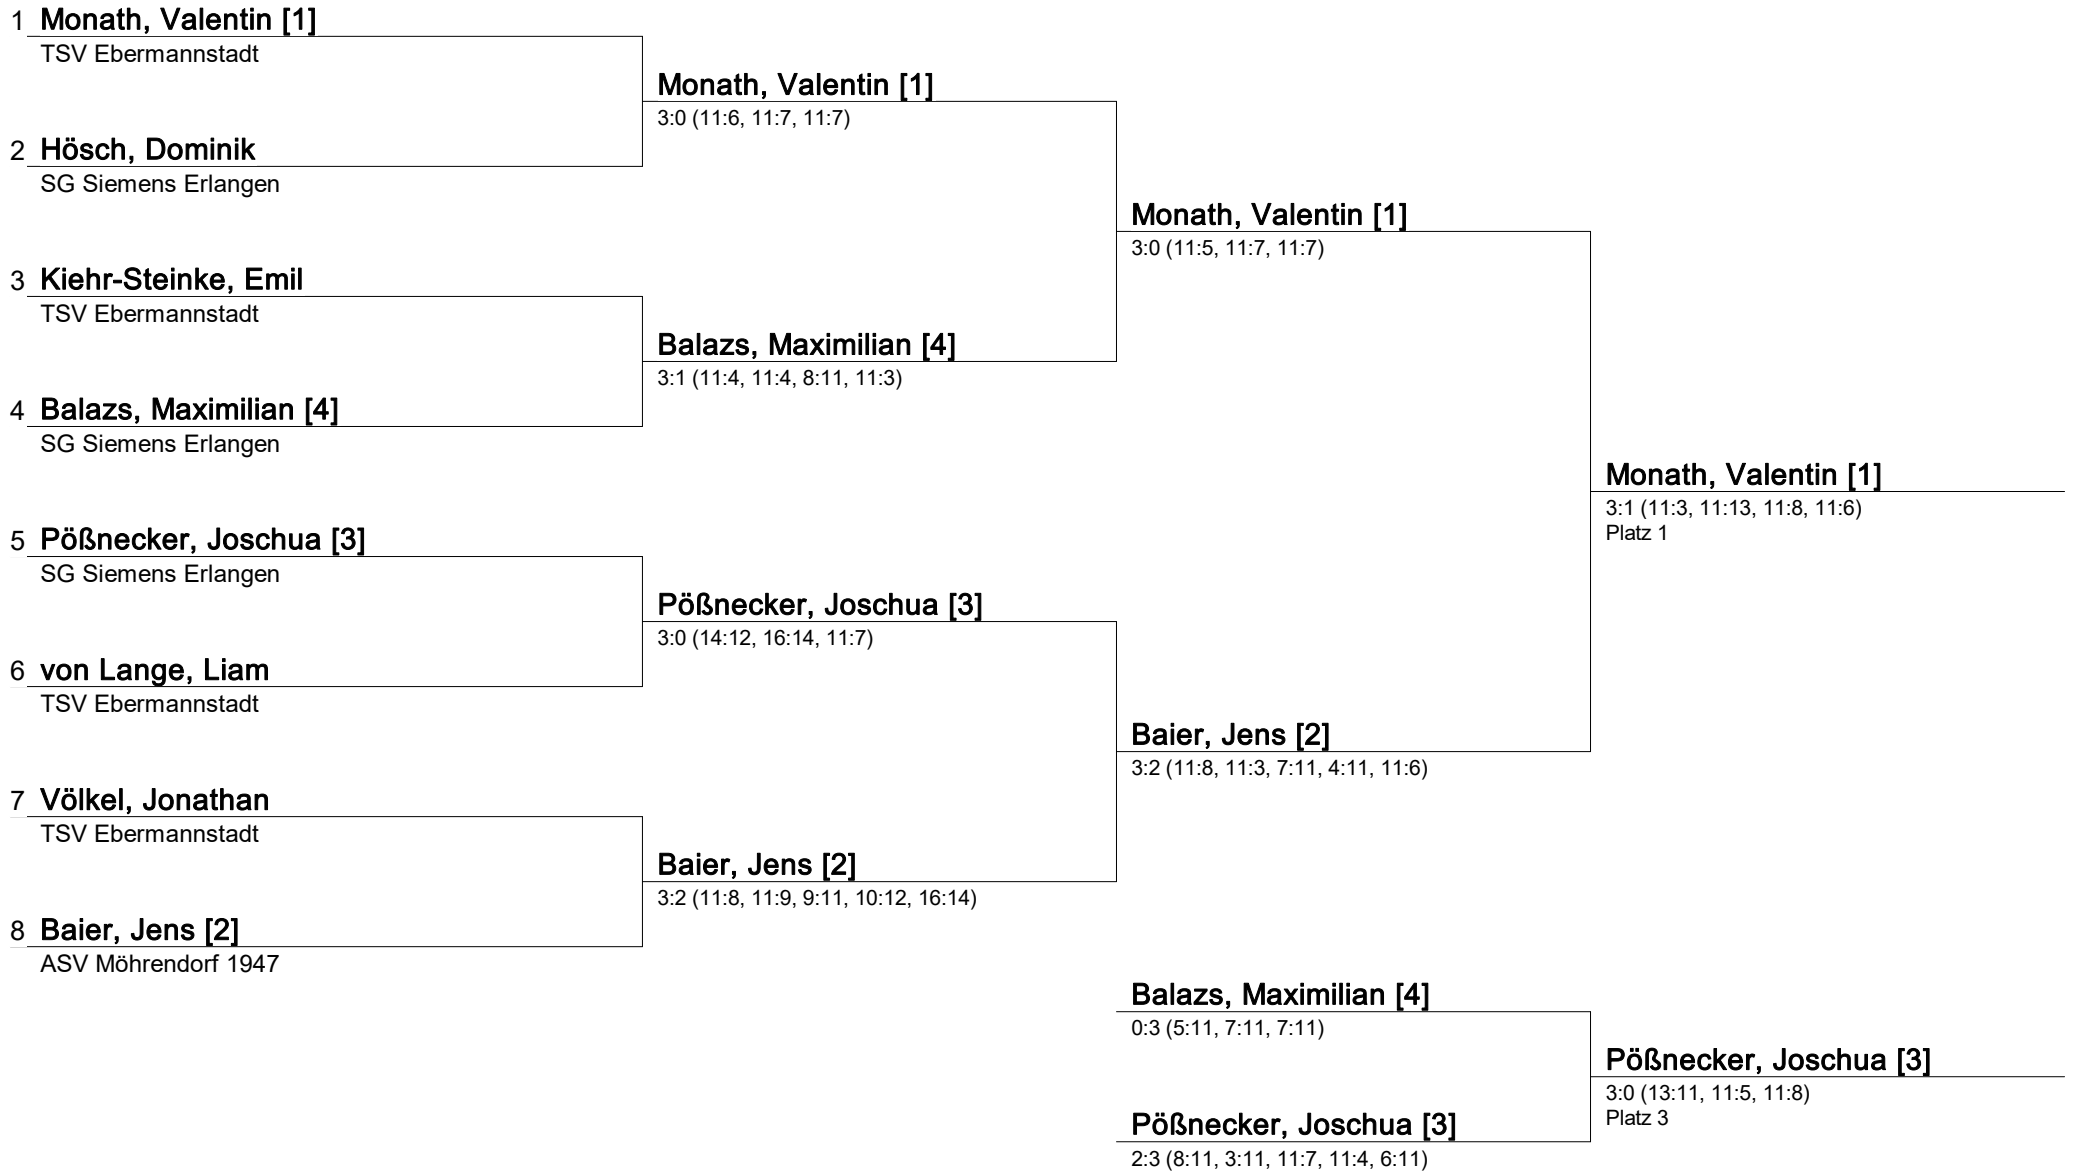 1 Monath, Valentin [1]
TSV Ebermannstadt
Monath, Valentin [1]
3:0 (11:6, 11:7, 11:7)
2 Hösch, Dominik
SG Siemens Erlangen
Monath, Valentin [1]
3:0 (11:5, 11:7, 11:7)
3 Kiehr-Steinke, Emil
TSV Ebermannstadt
Balazs, Maximilian [4]
3:1 (11:4, 11:4, 8:11, 11:3)
4 Balazs, Maximilian [4]
SG Siemens Erlangen
Monath, Valentin [1]
3:1 (11:3, 11:13, 11:8, 11:6)
Platz 1
5 Pößnecker, Joschua [3]
SG Siemens Erlangen
Pößnecker, Joschua [3]
3:0 (14:12, 16:14, 11:7)
6 von Lange, Liam
TSV Ebermannstadt
Baier, Jens [2]
3:2 (11:8, 11:3, 7:11, 4:11, 11:6)
7 Völkel, Jonathan
TSV Ebermannstadt
Baier, Jens [2]
3:2 (11:8, 11:9, 9:11, 10:12, 16:14)
8 Baier, Jens [2]
ASV Möhrendorf 1947
Balazs, Maximilian [4]
0:3 (5:11, 7:11, 7:11)
Pößnecker, Joschua [3]
3:0 (13:11, 11:5, 11:8)
Platz 3
Pößnecker, Joschua [3]
2:3 (8:11, 3:11, 11:7, 11:4, 6:11)